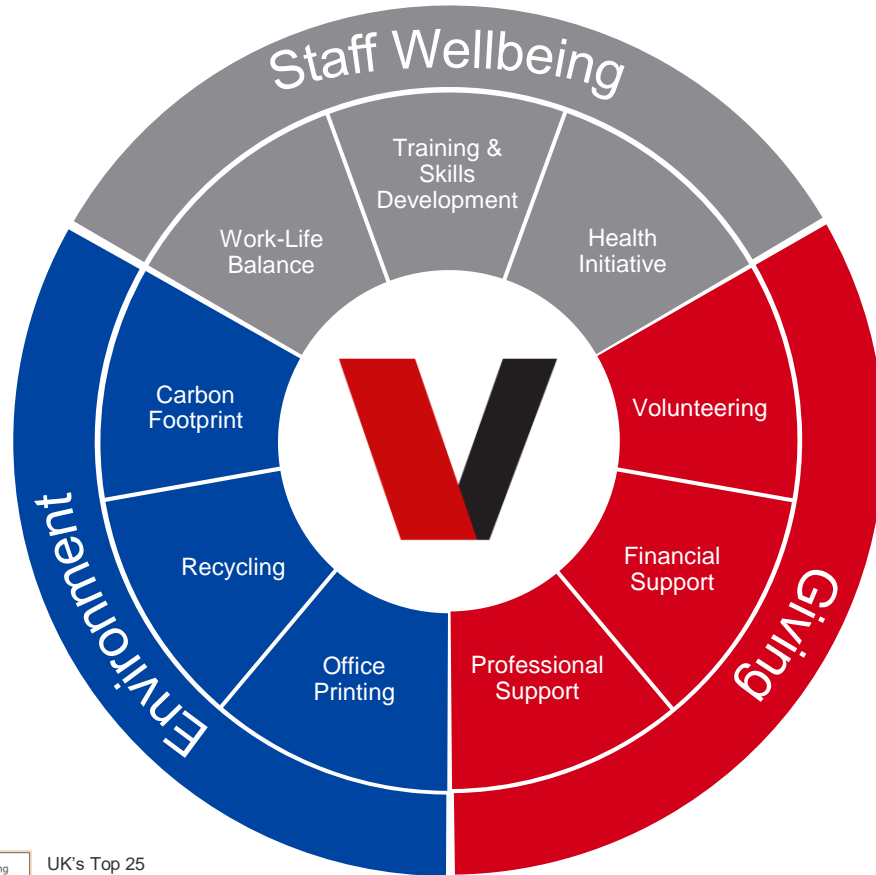 Staff Wellbeing
Training &
Skills
Development
Work-Life
Balance
Health
Initiative
Carbon
Footprint
Volunteering
Recycling
Financial
Support
Office
Printing
Professional
Support
Environment
Giving
UK's Top 25